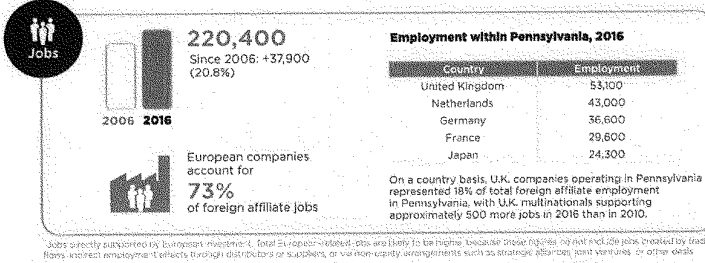 Jobs
220,400
Since 2006: +37,900
(20.8%)
2006 2016
European companies
account for
73%
of foreign affiliate jobs
Employment within Pennsylvania, 2016
Country Employment
United Kingdom 53,100
Netherlands 43,000
Germany 36,600
France 29,600
Japan 24,300
On a country basis, U.K. companies operating in Pennsylvania
represented 18% of total foreign affiliate employment
in Pennsylvania, with U.K. multinationals supporting
approximately 500 more jobs in 2016 than in 2010.
Jobs directly supported by European investment. Total European-related jobs are likely to be higher, because these figures do not include jobs created by trad
flows, indirect employment effects through distributors or suppliers, or via non-equity arrangements such as strategic alliances, joint ventures, or other deals